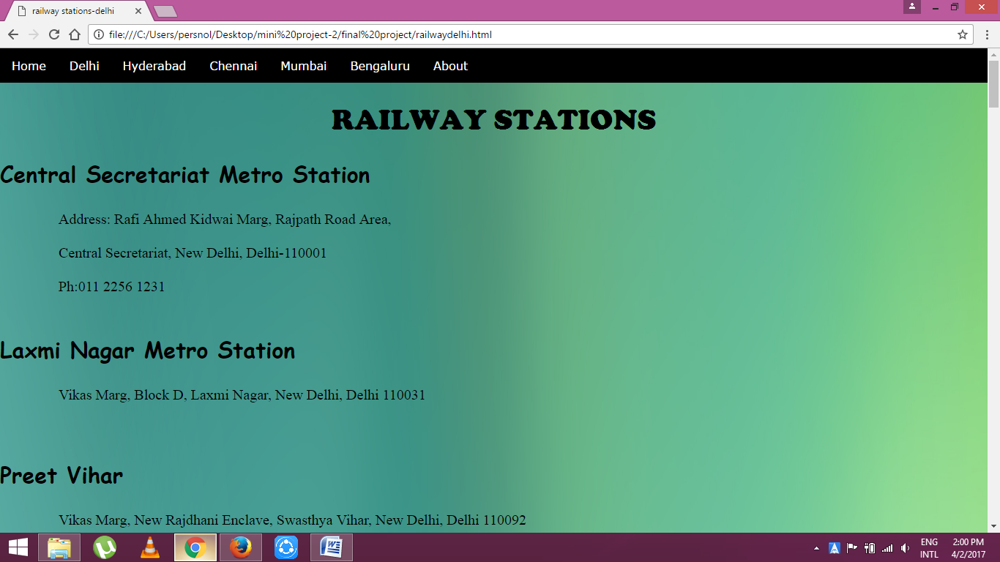 railway stations-delhi
file:///C:/Users/persnol/Desktop/mini%20project-2/final%20project/railwaydelhi.html
Home Delhi Hyderabad Chennai Mumbai Bengaluru About
RAILWAY STATIONS
Central Secretariat Metro Station
Address: Rafi Ahmed Kidwai Marg, Rajpath Road Area,
Central Secretariat, New Delhi, Delhi-110001
Ph:011 2256 1231
Laxmi Nagar Metro Station
Vikas Marg, Block D, Laxmi Nagar, New Delhi, Delhi 110031
Preet Vihar
Vikas Marg, New Rajdhani Enclave, Swasthya Vihar, New Delhi, Delhi 110092
ENG 2:00 PM
INTL 4/2/2017